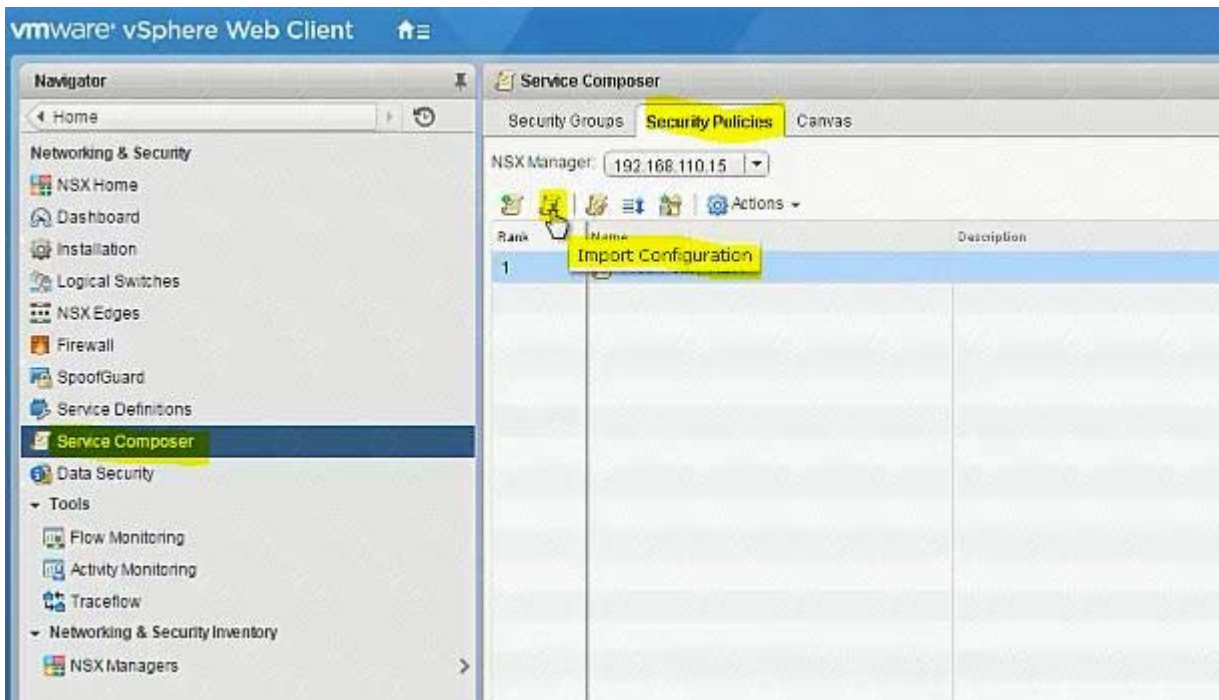 vmware® vSphere Web Client
Navigator
Home
Networking & Security
NSX Home
Dashboard
Installation
Logical Switches
NSX Edges
Firewall
SpoofGuard
Service Definitions
Service Composer
Data Security
Tools
Flow Monitoring
Activity Monitoring
Traceflow
Networking & Security Inventory
NSX Managers
Service Composer
Security Groups Security Policies Canvas
NSX Manager: 192.168.110.15
Actions
Rank Name Description
Import Configuration
1